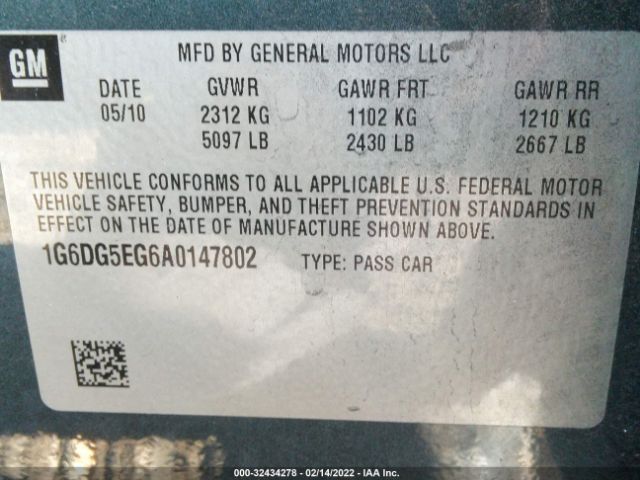 GM
MFD BY GENERAL MOTORS LLC
DATE GVWR GAWR FRT GAWR RR
05/10 2312 KG 1102 KG 1210 KG
5097 LB 2430 LB 2667 LB
THIS VEHICLE CONFORMS TO ALL APPLICABLE U.S. FEDERAL MOTOR
VEHICLE SAFETY, BUMPER, AND THEFT PREVENTION STANDARDS IN
EFFECT ON THE DATE OF MANUFACTURE SHOWN ABOVE.
1G6DG5EG6A0147802 TYPE: PASS CAR
000-32434278 - 02/14/2022 - IAA Inc.